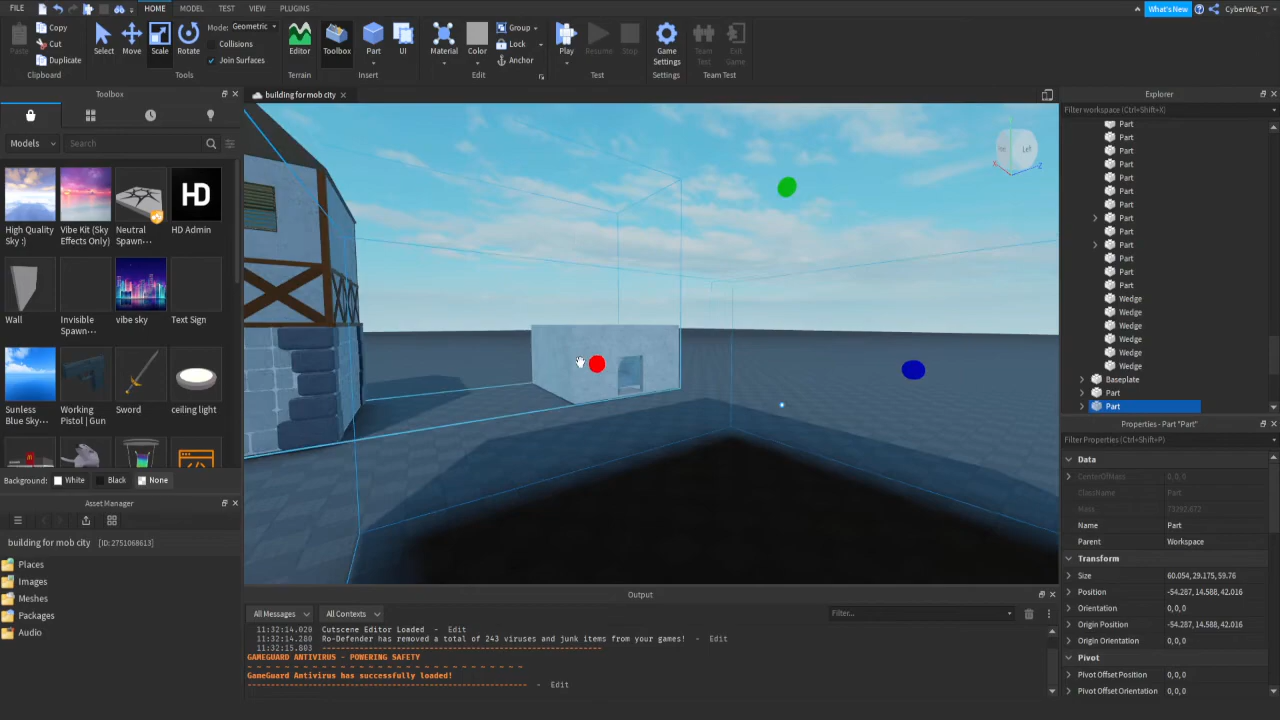 FILE HOME MODEL TEST VIEW PLUGINS What's New CyberWiz_YT
Paste Copy Cut Duplicate Clipboard
Select Move Scale Rotate Mode: Geometric Collisions Join Surfaces Tools
Editor Terrain
Toolbox Part UI Insert
Material Color Group Lock Anchor Edit
Play Resume Stop Test
Game Settings Settings
Team Test Exit Game Team Test
Toolbox
building for mob city
Explorer
Filter workspace (Ctrl+Shift+X)
Models
Search
High Quality Sky :)
Vibe Kit (Sky Effects Only)
Neutral Spawn…
HD
HD Admin
Wall
Invisible Spawn…
vibe sky
Text Sign
Sunless Blue Sky…
Working Pistol | Gun
Sword
ceiling light
Background: White Black None
Asset Manager
building for mob city [ID:2751068613]
Places
Images
Meshes
Packages
Audio
Left
Part
Part
Part
Part
Part
Part
Part
Part
Part
Part
Part
Part
Part
Wedge
Wedge
Wedge
Wedge
Wedge
Wedge
Baseplate
Part
Part
Properties - Part "Part"
Filter Properties (Ctrl+Shift+P)
Data
CenterOfMass 0, 0, 0
ClassName Part
Mass 73392.672
Name Part
Parent Workspace
Transform
Size 60.054, 29.175, 59.76
Position -54.287, 14.588, 42.016
Orientation 0, 0, 0
Origin Position -54.287, 14.588, 42.016
Origin Orientation 0, 0, 0
Pivot
Pivot Offset Position 0, 0, 0
Pivot Offset Orientation 0, 0, 0
Output
All Messages All Contexts Filter...
11:32:14.020 Cutscene Editor Loaded - Edit
11:32:14.280 Ro-Defender has removed a total of 243 viruses and junk items from your games! - Edit
11:32:15.803 ------------------------------------------------------------
GAMEGUARD ANTIVIRUS - POWERING SAFETY
GameGuard Antivirus has successfully loaded!
- Edit